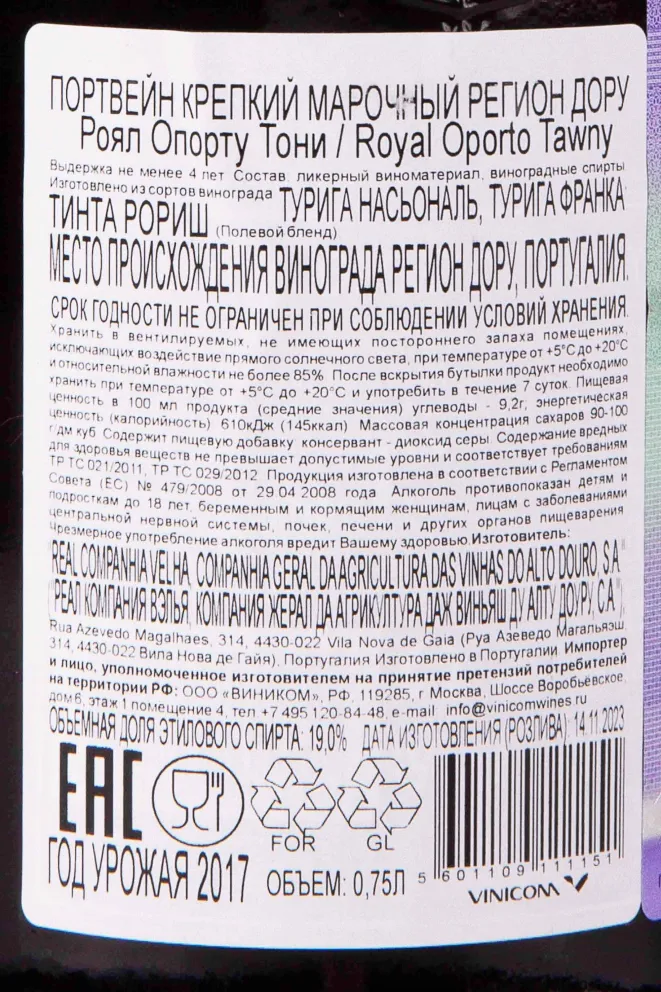 ПОРТВЕЙН КРЕПКИЙ МАРОЧНЫЙ РЕГИОН ДОРУ
Роял Опорту Тони / Royal Oporto Tawny
Выдержка не менее 4 лет Состав: ликерный виноматериал, виноградные спирты
Изготовлено из сортов винограда ТУРИГА НАСЬОНАЛЬ, ТУРИГА ФРАНКА
ТИНТА РОРИШ (Полевой бленд)
МЕСТО ПРОИСХОЖДЕНИЯ ВИНОГРАДА РЕГИОН ДОРУ, ПОРТУГАЛИЯ.
СРОК ГОДНОСТИ НЕ ОГРАНИЧЕН ПРИ СОБЛЮДЕНИИ УСЛОВИЙ ХРАНЕНИЯ.
Хранить в вентилируемых, не имеющих постороннего запаха помещениях,
исключающих воздействие прямого солнечного света, при температуре от +5°С до +20°С
и относительной влажности не более 85% После вскрытия бутылки продукт необходимо
хранить при температуре от +5°С до +20°С и употребить в течение 7 суток. Пищевая
ценность в 100 мл продукта (средние значения) углеводы - 9,2г, энергетическая
ценность (калорийность) 610кДж (145ккал) Массовая концентрация сахаров 90-100
г/дм куб Содержит пищевую добавку консервант - диоксид серы. Содержание вредных
для здоровья веществ не превышает допустимые уровни и соответствует требованиям
ТР ТС 021/2011, ТР ТС 029/2012 Продукция изготовлена в соответствии с Регламентом
Совета (ЕС) № 479/2008 от 29 04 2008 года Алкоголь противопоказан детям и
подросткам до 18 лет, беременным и кормящим женщинам, лицам с заболеваниями
центральной нервной системы, почек, печени и других органов пищеварения
Чрезмерное употребление алкоголя вредит Вашему здоровью.Изготовитель:
REAL COMPANHIA VELHA, COMPANHIA GERAL DA AGRICULTURA DAS VINHAS DO ALTO DOURO, S.A
(РЕАЛ КОМПАНИЯ ВЭЛЬЯ, КОМПАНИЯ ЖЕРАЛ ДА АГРИКУЛТУРА ДАЖ ВИНЬЯШ ДУ АЛТУ ДОУРУ, С.А.),
Rua Azevedo Magalhaes, 314, 4430-022 Vila Nova de Gaia (Руа Азеведо Магальяэш,
314, 4430-022 Вила Нова де Гайя), Португалия Изготовлено в Португалии Импортер
и лицо, уполномоченное изготовителем на принятие претензий потребителей
на территории РФ: ООО «ВИНИКОМ», РФ, 119285, г Москва, Шоссе Воробьёвское,
дом 6, этаж 1 помещение 4, тел +7 495 120-84-48, e-mail info@vinicomwines.ru
ОБЪЕМНАЯ ДОЛЯ ЭТИЛОВОГО СПИРТА: 19,0% ДАТА ИЗГОТОВЛЕНИЯ (РОЗЛИВА): 14.11.2023
EAC
FOR GL
ГОД УРОЖАЯ 2017 ОБЪЕМ: 0,75Л
5 601109 111151
VINICOM